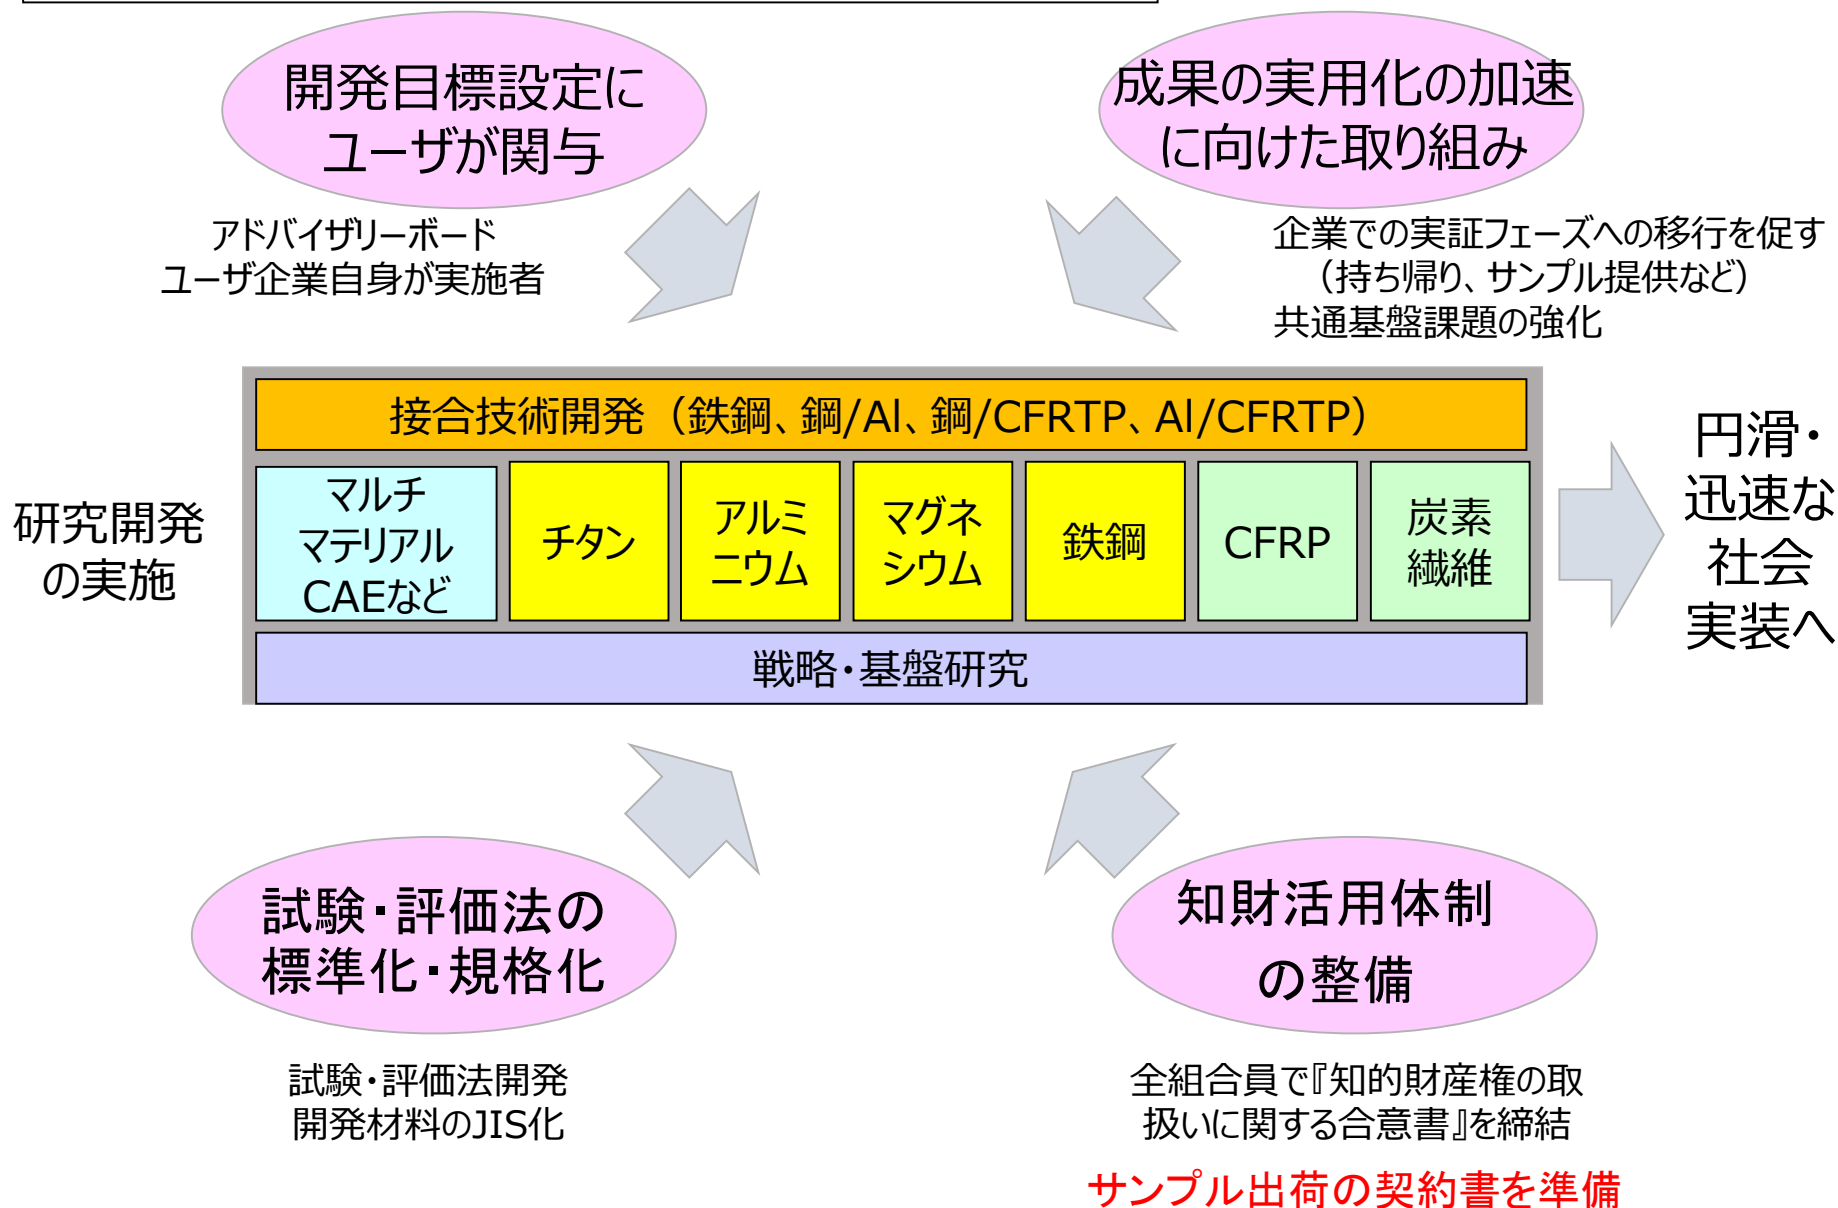 開発目標設定に
ユーザが関与
成果の実用化の加速
に向けた取り組み
アドバイザリーボード
ユーザ企業自身が実施者
企業での実証フェーズへの移行を促す
（持ち帰り、サンプル提供など）
共通基盤課題の強化
研究開発
の実施
接合技術開発（鉄鋼、鋼/Al、鋼/CFRTP、Al/CFRTP）
マルチ
マテリアル
CAEなど
チタン
アルミ
ニウム
マグネ
シウム
鉄鋼
CFRP
炭素
繊維
戦略・基盤研究
円滑・
迅速な
社会
実装へ
試験・評価法の
標準化・規格化
知財活用体制
の整備
試験・評価法開発
開発材料のJIS化
全組合員で『知的財産権の取
扱いに関する合意書』を締結
サンプル出荷の契約書を準備